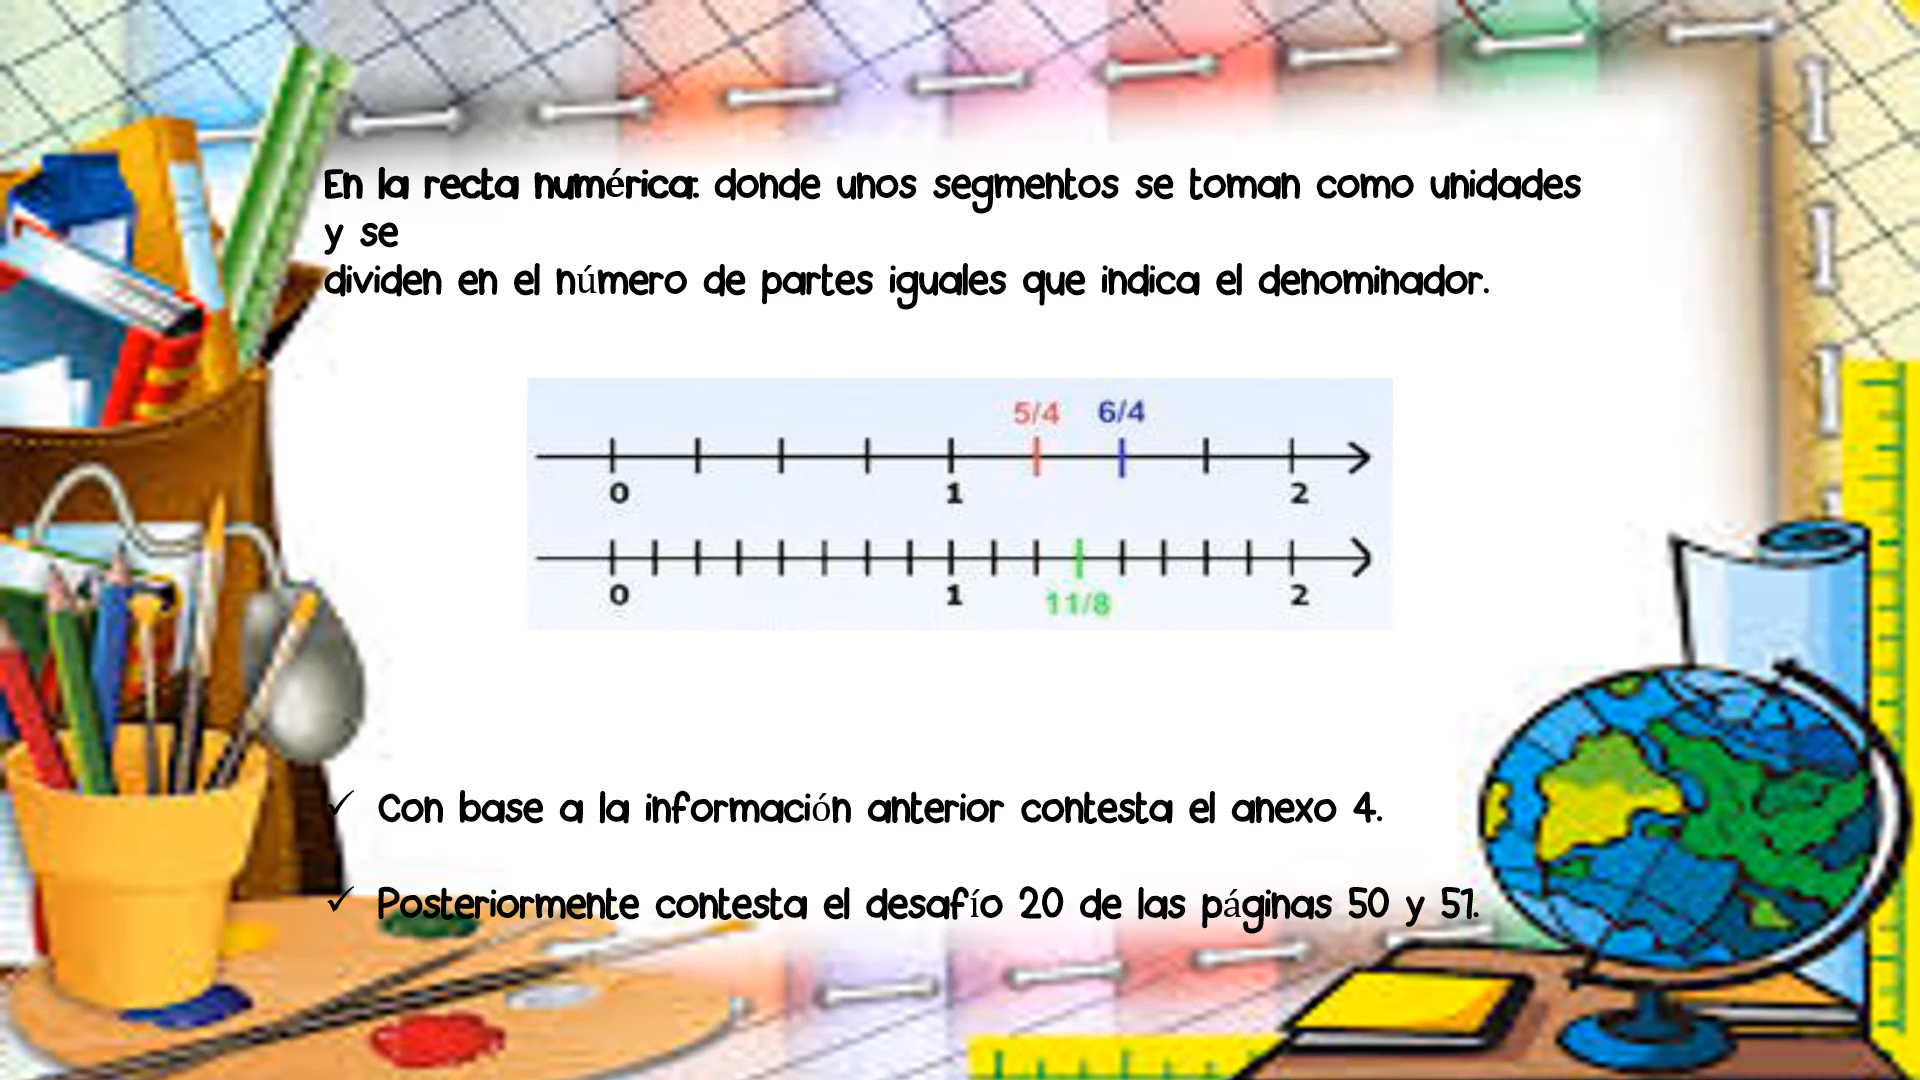 En la recta numérica: donde unos segmentos se toman como unidades
y se
dividen en el número de partes iguales que indica el denominador.
5/4 6/4
0 1 2
0 1 2
11/8
✓ Con base a la información anterior contesta el anexo 4.
✓ Posteriormente contesta el desafío 20 de las páginas 50 y 51.